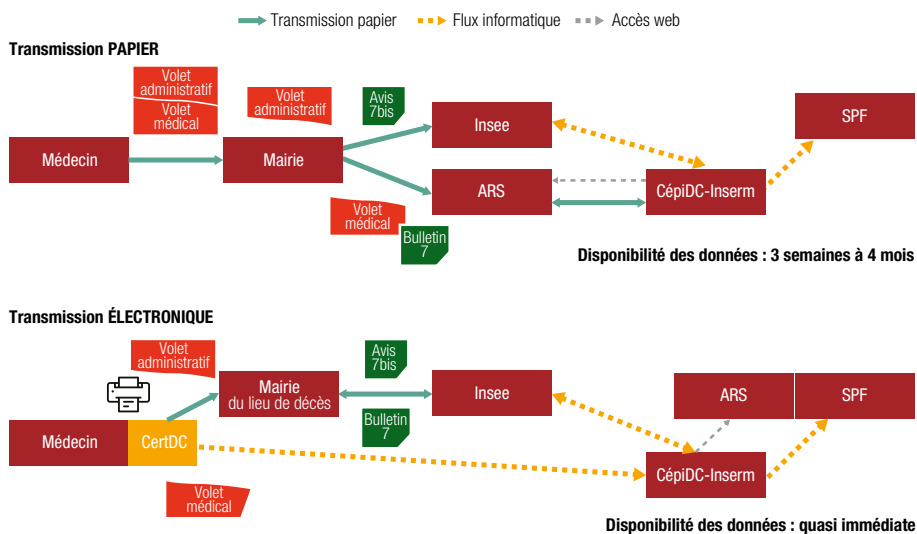 Transmission papier Flux informatique Accès web
Transmission PAPIER
Volet
administratif
Volet
médical
Volet
administratif
Avis
7bis
Médecin
Mairie
Insee
ARS
CépiDC-Inserm
SPF
Volet
médical
Bulletin
7
Disponibilité des données : 3 semaines à 4 mois
Transmission ÉLECTRONIQUE
Volet
administratif
Mairie
du lieu de décès
Avis
7bis
Bulletin
7
Insee
ARS
SPF
Médecin
CertDC
CépiDC-Inserm
Volet
médical
Disponibilité des données : quasi immédiate